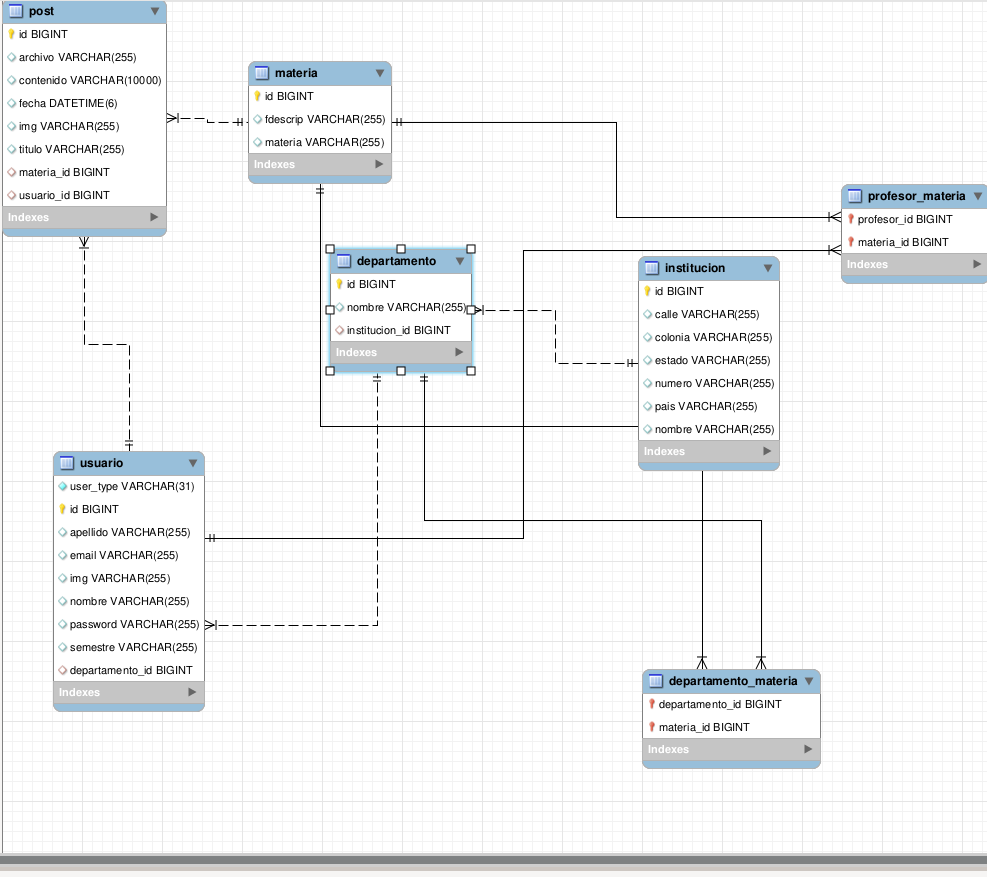 post
id BIGINT
archivo VARCHAR(255)
contenido VARCHAR(10000)
fecha DATETIME(6)
img VARCHAR(255)
titulo VARCHAR(255)
materia_id BIGINT
usuario_id BIGINT
Indexes
materia
id BIGINT
fdescrip VARCHAR(255)
materia VARCHAR(255)
Indexes
profesor_materia
profesor_id BIGINT
materia_id BIGINT
Indexes
departamento
id BIGINT
nombre VARCHAR(255)
institucion_id BIGINT
Indexes
institucion
id BIGINT
calle VARCHAR(255)
colonia VARCHAR(255)
estado VARCHAR(255)
numero VARCHAR(255)
pais VARCHAR(255)
nombre VARCHAR(255)
Indexes
usuario
user_type VARCHAR(31)
id BIGINT
apellido VARCHAR(255)
email VARCHAR(255)
img VARCHAR(255)
nombre VARCHAR(255)
password VARCHAR(255)
semestre VARCHAR(255)
departamento_id BIGINT
Indexes
departamento_materia
departamento_id BIGINT
materia_id BIGINT
Indexes